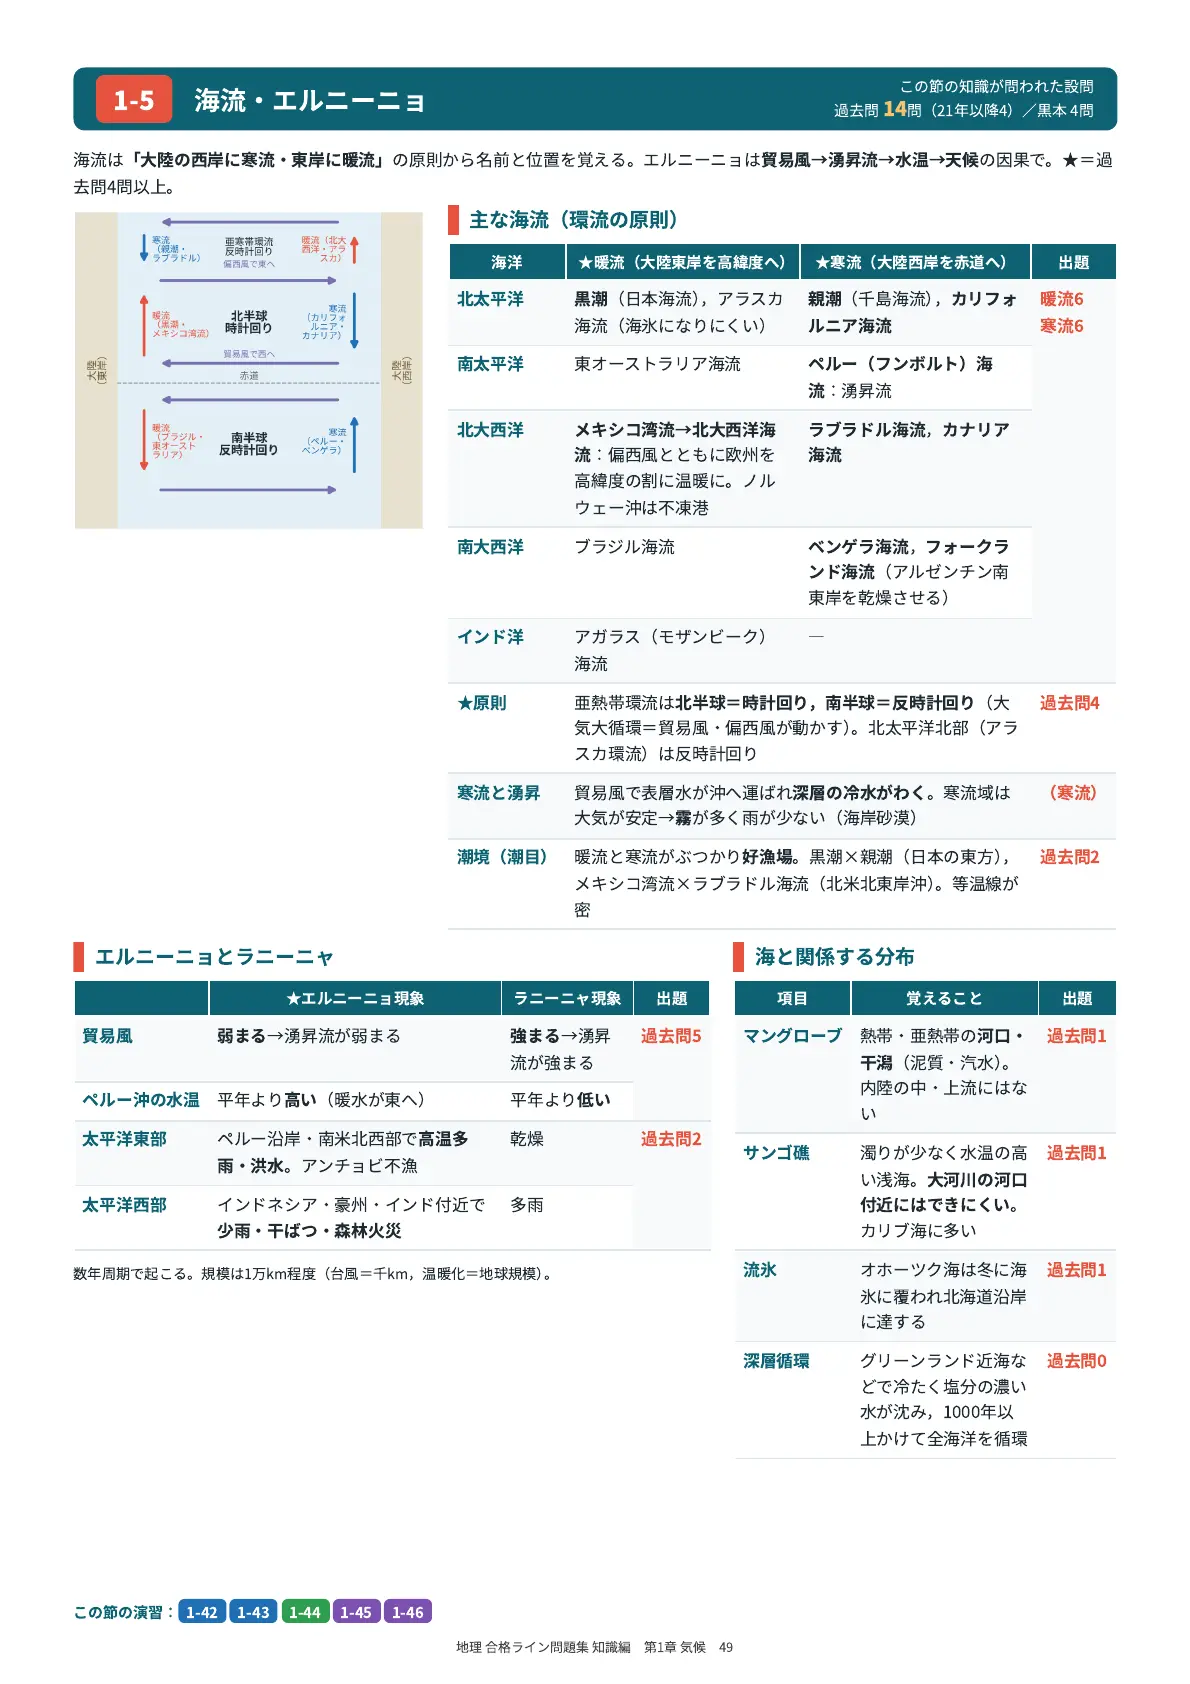 1-5 海流・エルニーニョ
この節の知識が問われた設問
過去問 14問（21年以降4）／黒本 4問
海流は「大陸の西岸に寒流・東岸に暖流」の原則から名前と位置を覚える。エルニーニョは貿易風→湧昇流→水温→天候の因果で。★＝過
去問4問以上。
寒流
（親潮・
ラブラドル）
亜寒帯環流
反時計回り
偏西風で東へ
暖流（北大
西洋・アラ
スカ）
暖流
（黒潮・
メキシコ湾流）
北半球
時計回り
寒流
（カリフォ
ルニア・
カナリア）
貿易風で西へ
大陸
（東岸）
赤道
大陸
（西岸）
暖流
（ブラジル・
東オースト
ラリア）
南半球
反時計回り
寒流
（ペルー・
ベンゲラ）
主な海流（環流の原則）
海洋 ★暖流（大陸東岸を高緯度へ） ★寒流（大陸西岸を赤道へ） 出題
北太平洋 黒潮（日本海流），アラスカ 親潮（千島海流），カリフォ 暖流6
海流（海氷になりにくい） ルニア海流 寒流6
南太平洋 東オーストラリア海流 ペルー（フンボルト）海
流：湧昇流
北大西洋 メキシコ湾流→北大西洋海 ラブラドル海流，カナリア
流：偏西風とともに欧州を 海流
高緯度の割に温暖に。ノル
ウェー沖は不凍港
南大西洋 ブラジル海流 ベンゲラ海流，フォークラ
ンド海流（アルゼンチン南
東岸を乾燥させる）
インド洋 アガラス（モザンビーク） —
海流
★原則 亜熱帯環流は北半球＝時計回り，南半球＝反時計回り（大 過去問4
気大循環＝貿易風・偏西風が動かす）。北太平洋北部（アラ
スカ環流）は反時計回り
寒流と湧昇 貿易風で表層水が沖へ運ばれ深層の冷水がわく。寒流域は （寒流）
大気が安定→霧が多く雨が少ない（海岸砂漠）
潮境（潮目） 暖流と寒流がぶつかり好漁場。黒潮×親潮（日本の東方）， 過去問2
メキシコ湾流×ラブラドル海流（北米北東岸沖）。等温線が
密
エルニーニョとラニーニャ
★エルニーニョ現象 ラニーニャ現象 出題
貿易風 弱まる→湧昇流が弱まる 強まる→湧昇 過去問5
流が強まる
ペルー沖の水温 平年より高い（暖水が東へ） 平年より低い
太平洋東部 ペルー沿岸・南米北西部で高温多 乾燥 過去問2
雨・洪水。アンチョビ不漁
太平洋西部 インドネシア・豪州・インド付近で 多雨
少雨・干ばつ・森林火災
数年周期で起こる。規模は1万km程度（台風＝千km，温暖化＝地球規模）。
海と関係する分布
項目 覚えること 出題
マングローブ 熱帯・亜熱帯の河口・ 過去問1
干潟（泥質・汽水）。
内陸の中・上流にはな
い
サンゴ礁 濁りが少なく水温の高 過去問1
い浅海。大河川の河口
付近にはできにくい。
カリブ海に多い
流氷 オホーツク海は冬に海 過去問1
氷に覆われ北海道沿岸
に達する
深層循環 グリーンランド近海な 過去問0
どで冷たく塩分の濃い
水が沈み，1000年以
上かけて全海洋を循環
この節の演習： 1-42 1-43 1-44 1-45 1-46
地理 合格ライン問題集 知識編 第1章 気候 49